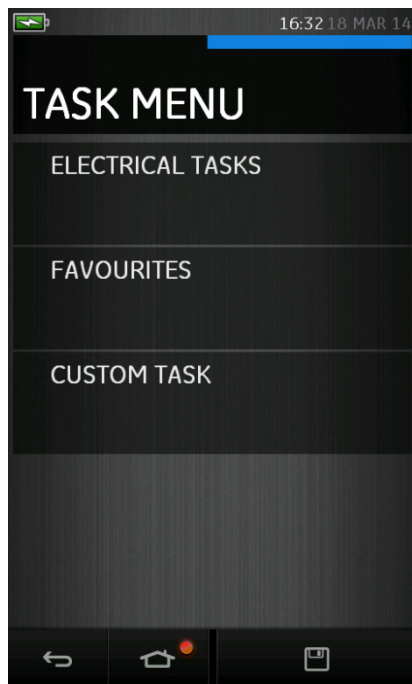 16:32 18 MAR 14
TASK MENU
ELECTRICAL TASKS
FAVOURITES
CUSTOM TASK